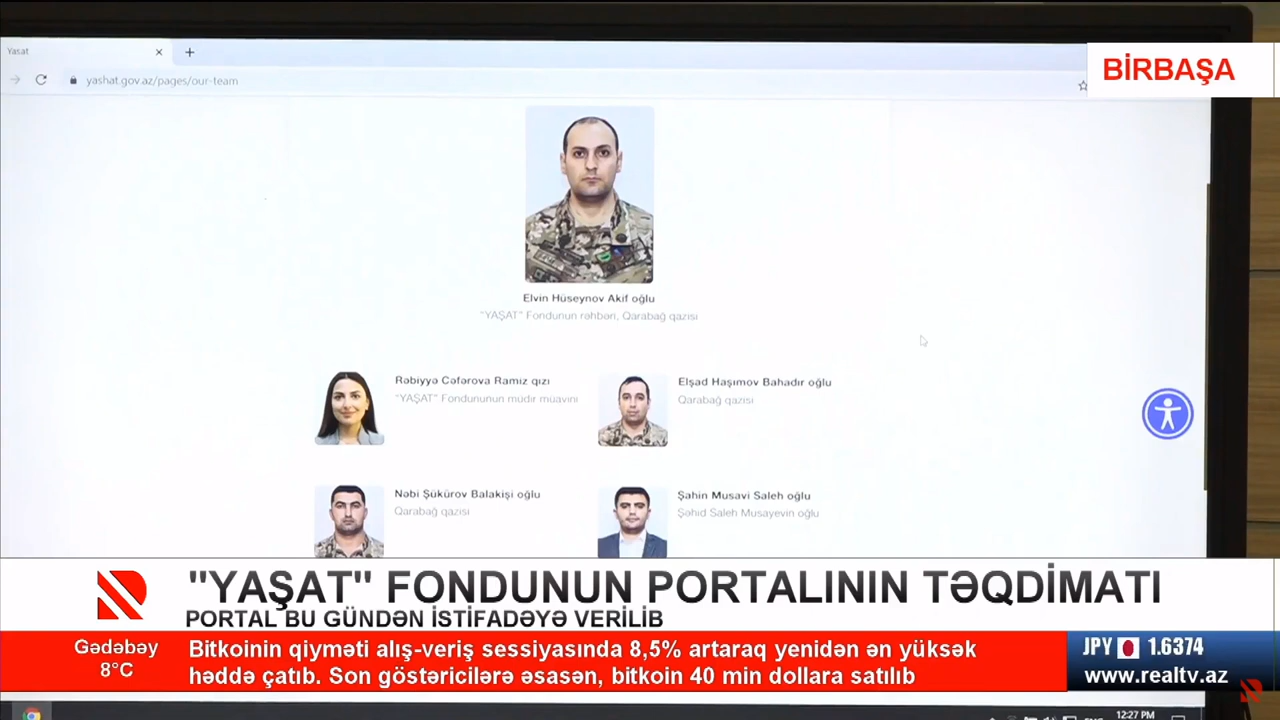 Yasat
yashat.gov.az/pages/our-team
BİRBAŞA
Elvin Hüseynov Akif oğlu
"YAŞAT" Fondunun rəhbəri, Qarabağ qazisi
Rəbiyyə Cəfərova Ramiz qızı
"YAŞAT" Fondununun müdir müavini
Elşad Haşımov Bahadır oğlu
Qarabağ qazisi
Nəbi Şükürov Balakişi oğlu
Qarabağ qazisi
Şahin Musavi Saleh oğlu
Şəhid Saleh Musayevin oğlu
"YAŞAT" FONDUNUN PORTALININ TƏQDİMATI
PORTAL BU GÜNDƏN İSTİFADƏYƏ VERİLİB
Gədəbəy
8°C
Bitkoinin qiyməti alış-veriş sessiyasında 8,5% artaraq yenidən ən yüksək
həddə çatıb. Son göstəricilərə əsasən, bitkoin 40 min dollara satılıb
JPY 1.6374
www.realtv.az
12:27 PM